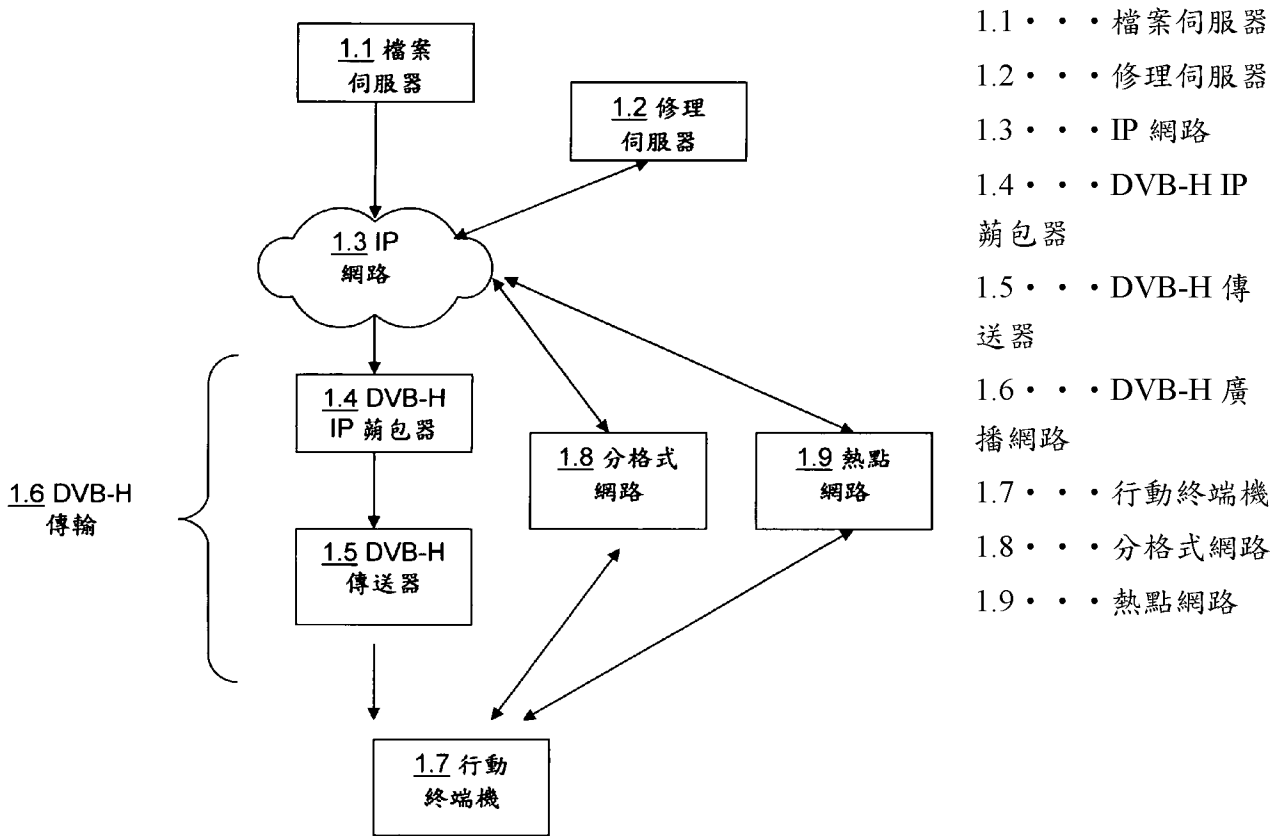 1.1 檔案
伺服器
1.2 修理
伺服器
1.3 IP
網路
1.4 DVB-H
IP 蒴包器
1.8 分格式
網路
1.9 熱點
網路
1.6 DVB-H
傳輸
1.5 DVB-H
傳送器
1.7 行動
終端機
1.1・・・檔案伺服器
1.2・・・修理伺服器
1.3・・・IP 網路
1.4・・・DVB-H IP
蒴包器
1.5・・・DVB-H 傳
送器
1.6・・・DVB-H 廣
播網路
1.7・・・行動終端機
1.8・・・分格式網路
1.9・・・熱點網路